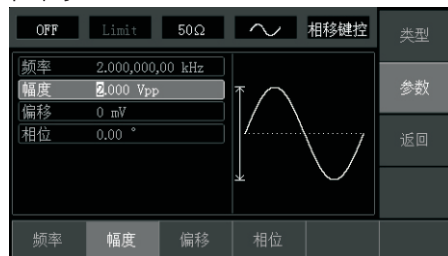 OFF Limit 50Ω 相移键控 类型
频率 2.000,000,00 kHz
幅度 2.000 Vpp 参数
偏移 0 mV
相位 0.00 ° 返回
频率 幅度 偏移 相位